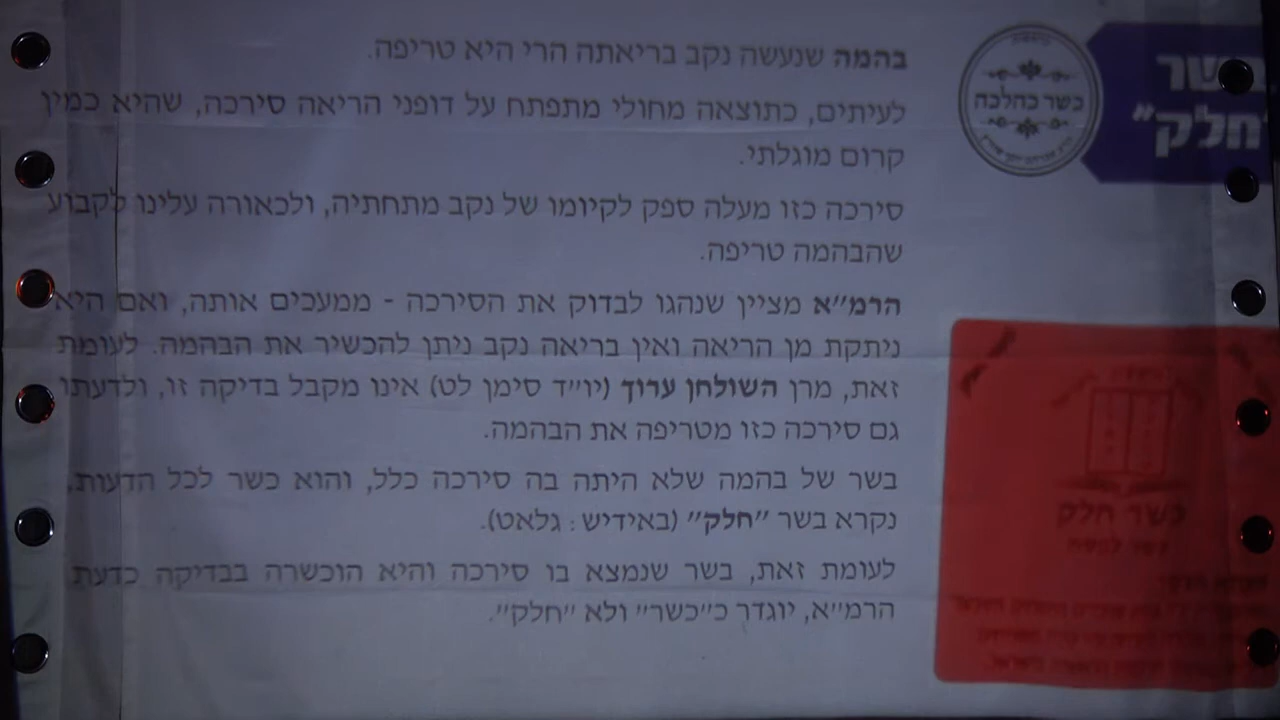 כשר
"חלק"
כשר כהלכה
בהמה שנעשה נקב בריאתה הרי היא טריפה.
לעיתים, כתוצאה מחולי מתפתח על דופני הריאה סירכה, שהיא כמין
קרום מוגלתי.
סירכה כזו מעלה ספק לקיומו של נקב מתחתיה, ולכאורה עלינו לקבוע
שהבהמה טריפה.
הרמ"א מציין שנהגו לבדוק את הסירכה - ממעכים אותה, ואם היא
ניתקת מן הריאה ואין בריאה נקב ניתן להכשיר את הבהמה. לעומת
זאת, מרן השולחן ערוך (יו"ד סימן לט) אינו מקבל בדיקה זו, ולדעתו
גם סירכה כזו מטריפה את הבהמה.
בשר של בהמה שלא היתה בה סירכה כלל, והוא כשר לכל הדעות,
נקרא בשר "חלק" (באידיש: גלאט).
לעומת זאת, בשר שנמצא בו סירכה והיא הוכשרה בבדיקה כדעת
הרמ"א, יוגדר כ"כשר" ולא "חלק".
כשר חלק
כשר לפסח